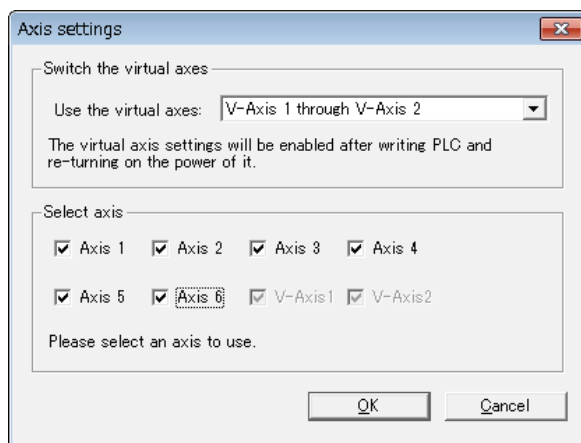 Axis settings
Switch the virtual axes
Use the virtual axes: V-Axis 1 through V-Axis 2
The virtual axis settings will be enabled after writing PLC and
re-turning on the power of it.
Select axis
Axis 1 Axis 2 Axis 3 Axis 4
Axis 5 Axis 6 V-Axis1 V-Axis2
Please select an axis to use.
OK Cancel